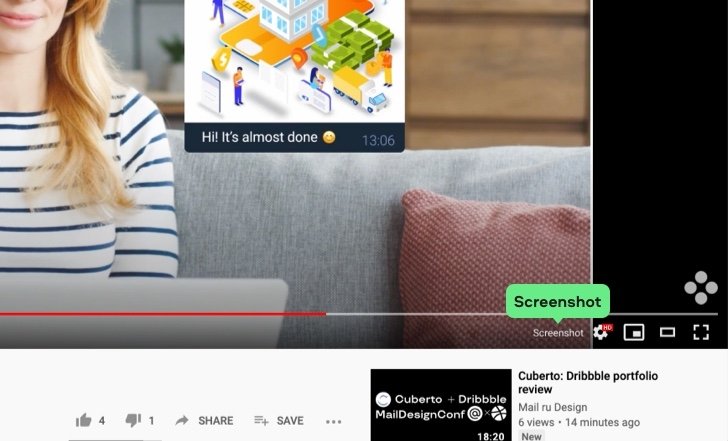 Hi! It's almost done 😁
13:06
Screenshot
Screenshot
HD
4
1
SHARE
SAVE
Cuberto + Dribbble
MailDesignConf @ ×
18:20
Cuberto: Dribbble portfolio
review
Mail ru Design
6 views • 14 minutes ago
New